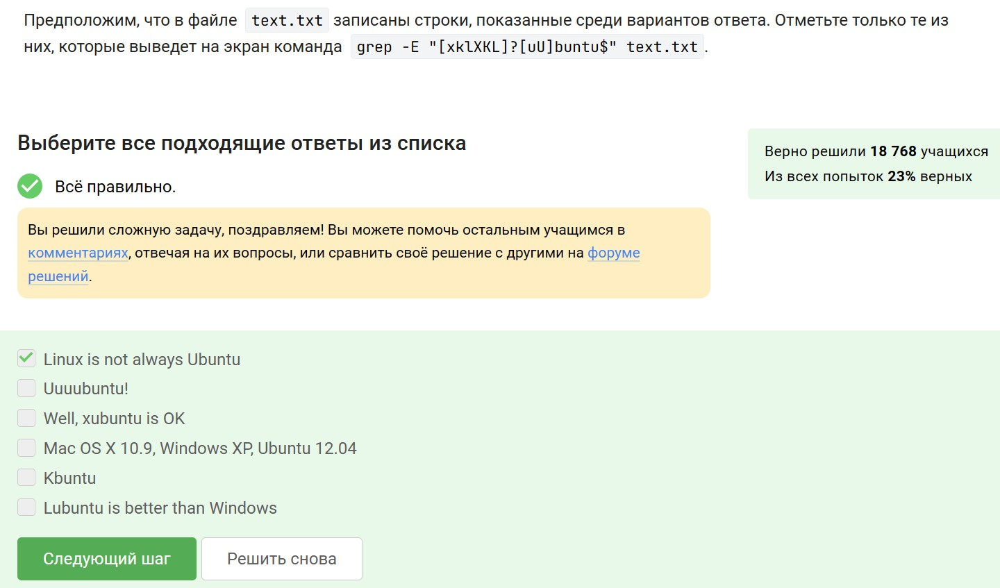 Предположим, что в файле text.txt записаны строки, показанные среди вариантов ответа. Отметьте только те из
них, которые выведет на экран команда grep -E "[xklXKL]?[uU]buntu$" text.txt.
Выберите все подходящие ответы из списка
Верно решили 18 768 учащихся
Из всех попыток 23% верных
Всё правильно.
Вы решили сложную задачу, поздравляем! Вы можете помочь остальным учащимся в
комментариях, отвечая на их вопросы, или сравнить своё решение с другими на форуме
решений.
Linux is not always Ubuntu
Uuuubuntu!
Well, xubuntu is OK
Mac OS X 10.9, Windows XP, Ubuntu 12.04
Kbuntu
Lubuntu is better than Windows
Следующий шаг
Решить снова